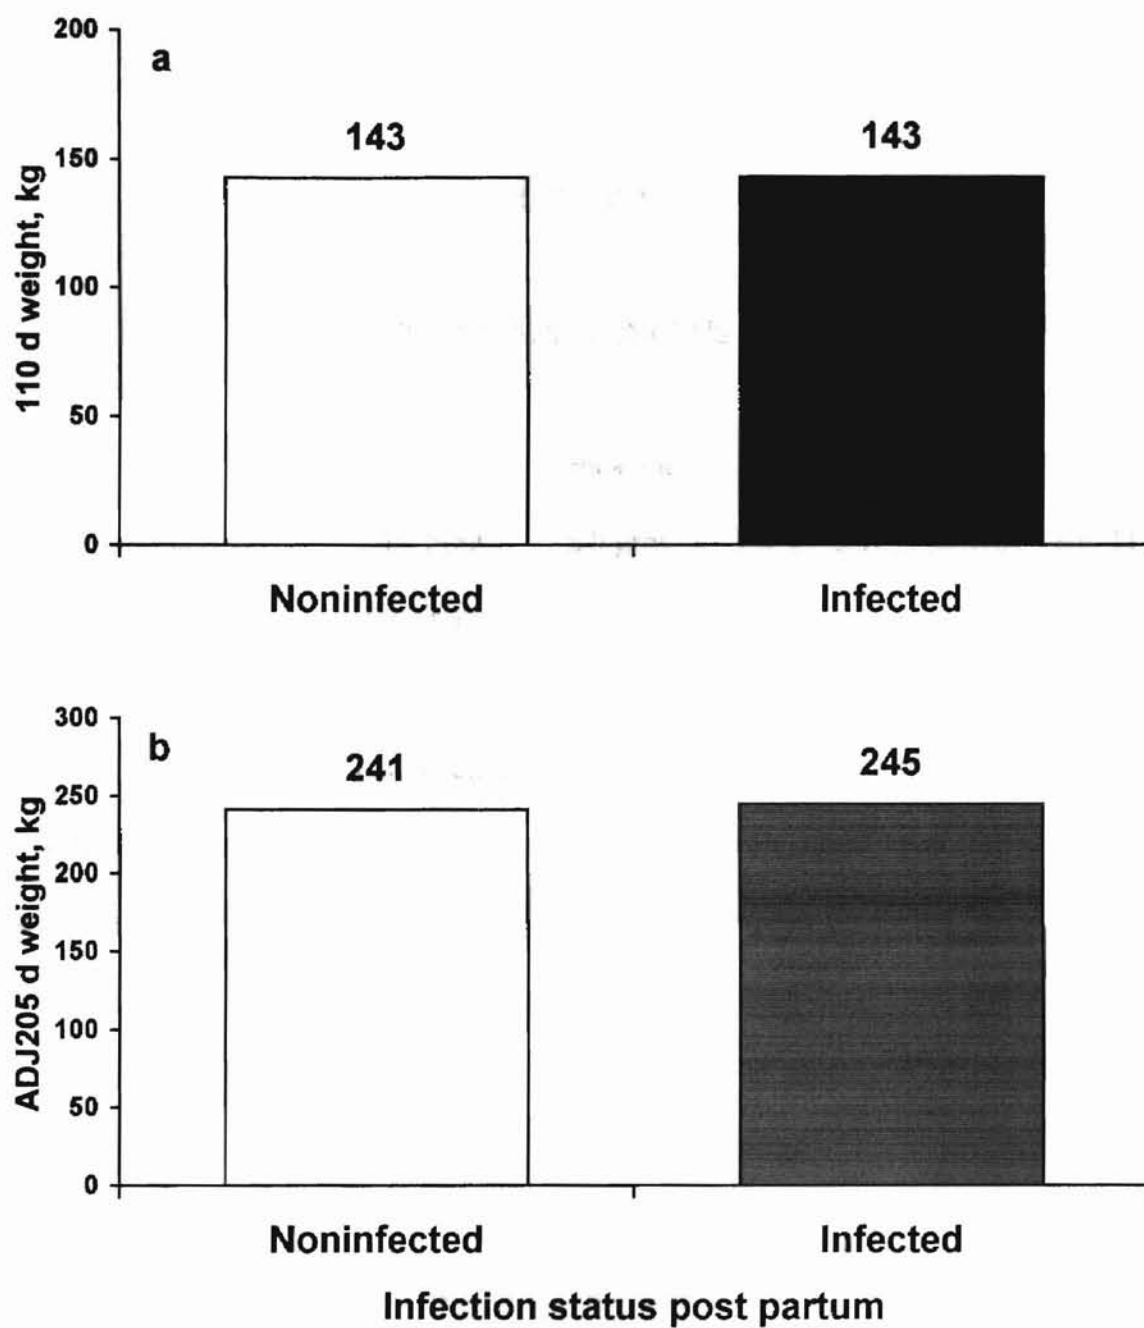 200
150
100
50
0
110 d weight, kg
a
143
143
Noninfected
Infected
300
250
200
150
100
50
0
ADJ205 d weight, kg
b
241
245
Noninfected
Infected
Infection status post partum